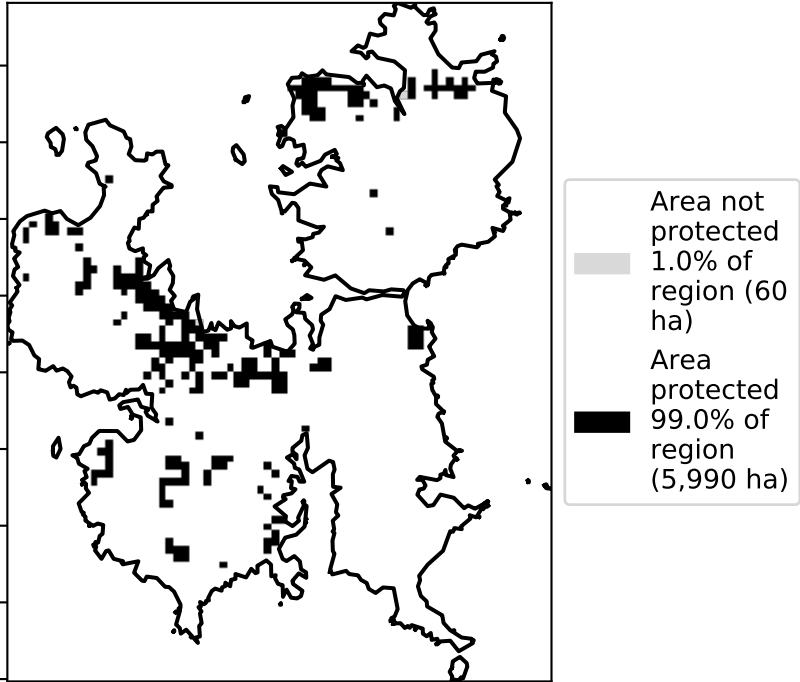 Area not
protected
1.0% of
region (60
ha)
Area
protected
99.0% of
region
(5,990 ha)